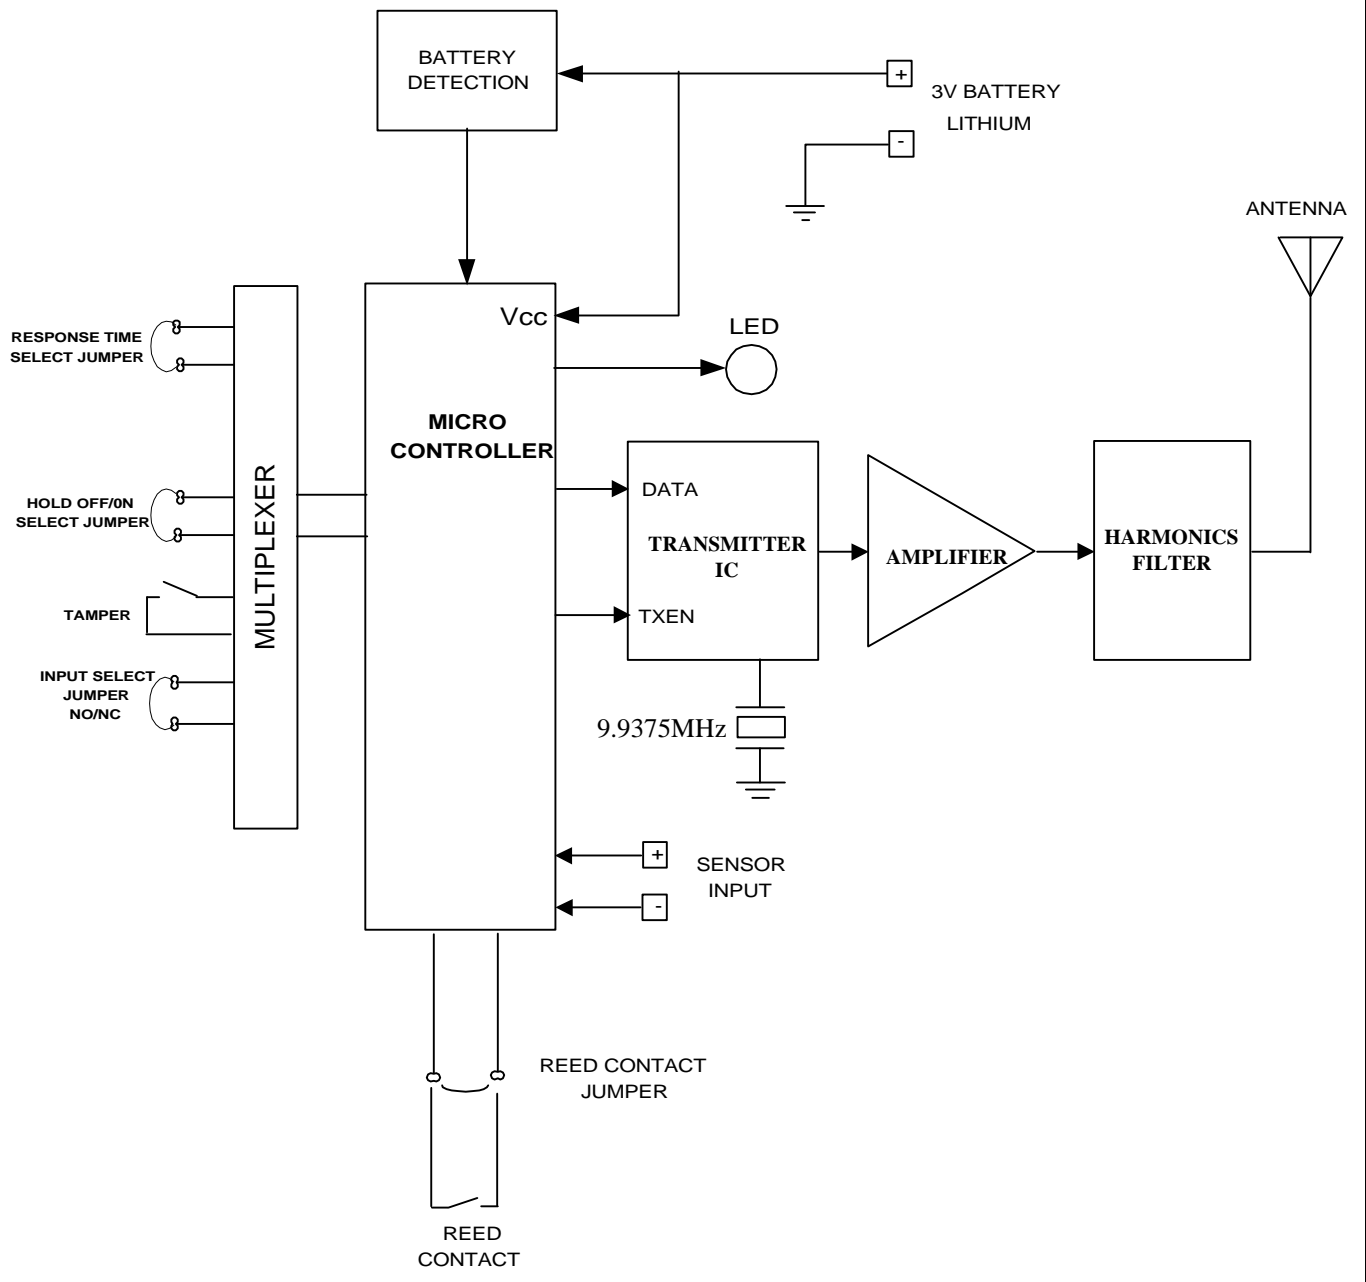 BATTERY
DETECTION
+
3V BATTERY
LITHIUM
-
ANTENNA
Vcc
LED
RESPONSE TIME
SELECT JUMPER
MICRO
CONTROLLER
MULTIPLEXER
HOLD OFF/0N
SELECT JUMPER
DATA
TRANSMITTER
IC
TXEN
AMPLIFIER
HARMONICS
FILTER
TAMPER
INPUT SELECT
JUMPER
NO/NC
9.9375MHz
+
SENSOR
INPUT
-
REED CONTACT
JUMPER
REED
CONTACT